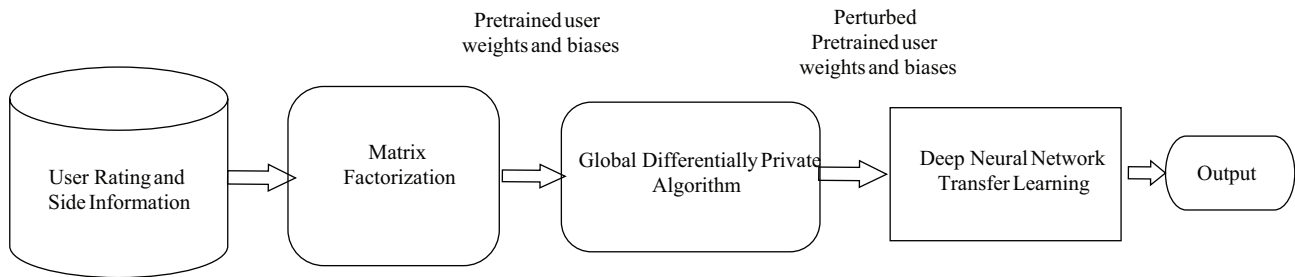 Pretrained user
weights and biases
Perturbed
Pretrained user
weights and biases
User Rating and
Side Information
Matrix
Factorization
Global Differentially Private
Algorithm
Deep Neural Network
Transfer Learning
Output